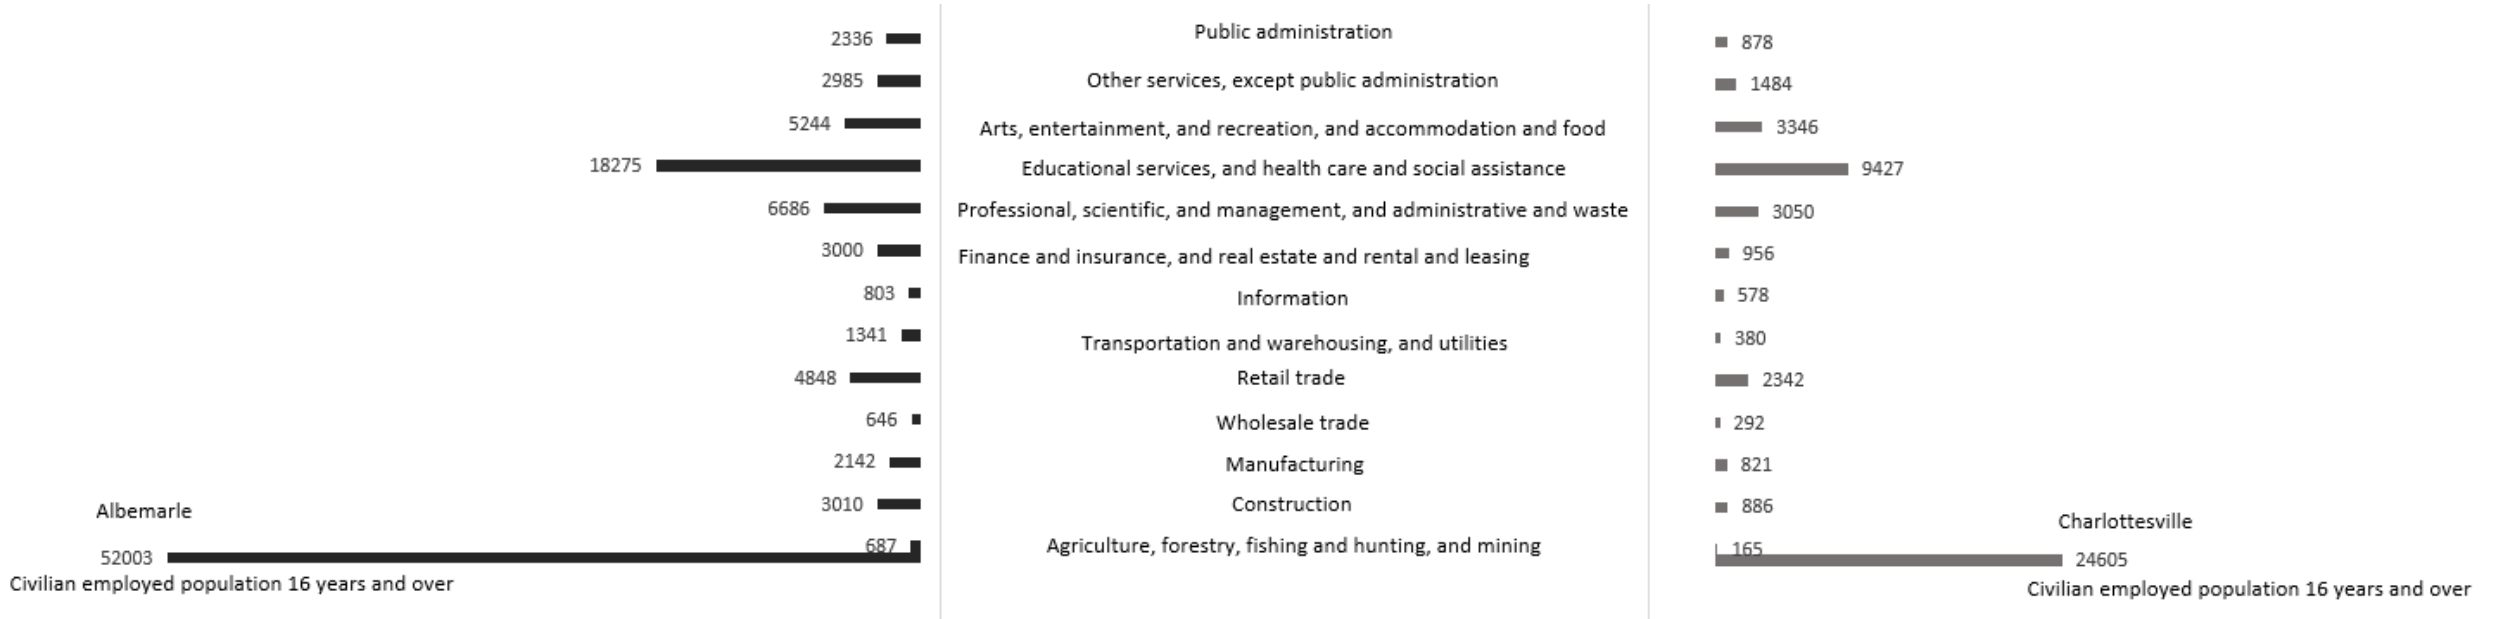 2336 Public administration 878
2985 Other services, except public administration 1484
5244 Arts, entertainment, and recreation, and accommodation and food 3346
18275 Educational services, and health care and social assistance 9427
6686 Professional, scientific, and management, and administrative and waste 3050
3000 Finance and insurance, and real estate and rental and leasing 956
803 Information 578
1341 Transportation and warehousing, and utilities 380
4848 Retail trade 2342
646 Wholesale trade 292
2142 Manufacturing 821
3010 Construction 886
Albemarle Charlottesville
687 Agriculture, forestry, fishing and hunting, and mining 165
52003 24605
Civilian employed population 16 years and over Civilian employed population 16 years and over